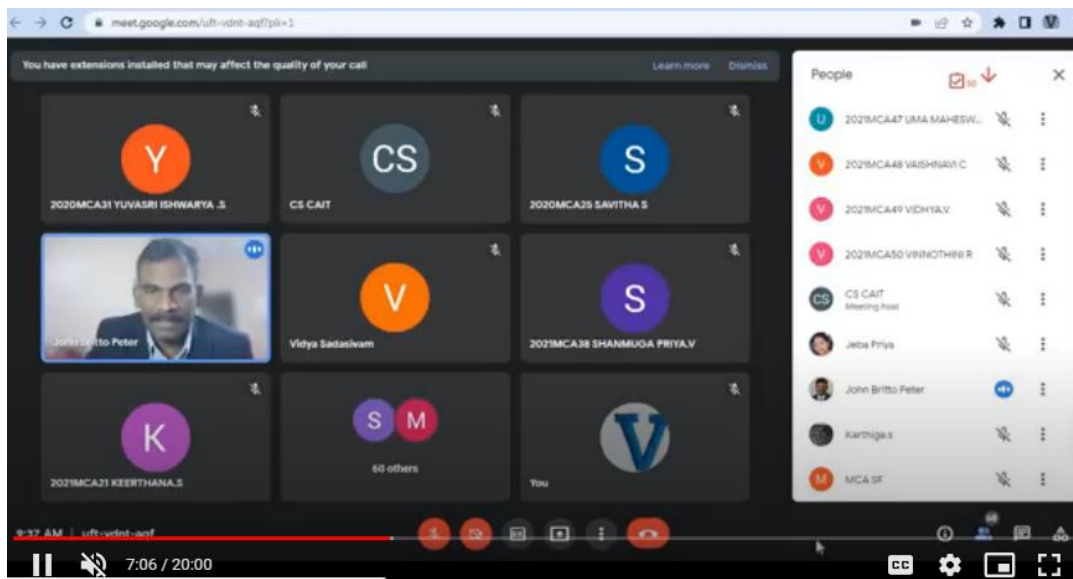 meet.google.com/uft-vdnt-aqf?pli=1
You have extensions installed that may affect the quality of your call
Learn more
Dismiss
Y
2020MCA31 YUVASRI ISHWARYA .S
CS
CS CAIT
S
2020MCA25 SAVITHA S
John Britto Peter
V
Vidya Sadasivam
S
2021MCA38 SHANMUGA PRIYA.V
K
2021MCA21 KEERTHANA.S
S M
60 others
V
You
People
50
U
2021MCA47 UMA MAHESW...
V
2021MCA48 VAISHNAVI C
V
2021MCA49 VIDHYA.V
V
2021MCA50 VINNOTHINI R
CS
CS CAIT
Meeting host
Jeba Priya
John Britto Peter
Karthiga.s
M
MCA SF
9:37 AM | uft-vdnt-aqf
68
7:06 / 20:00
CC